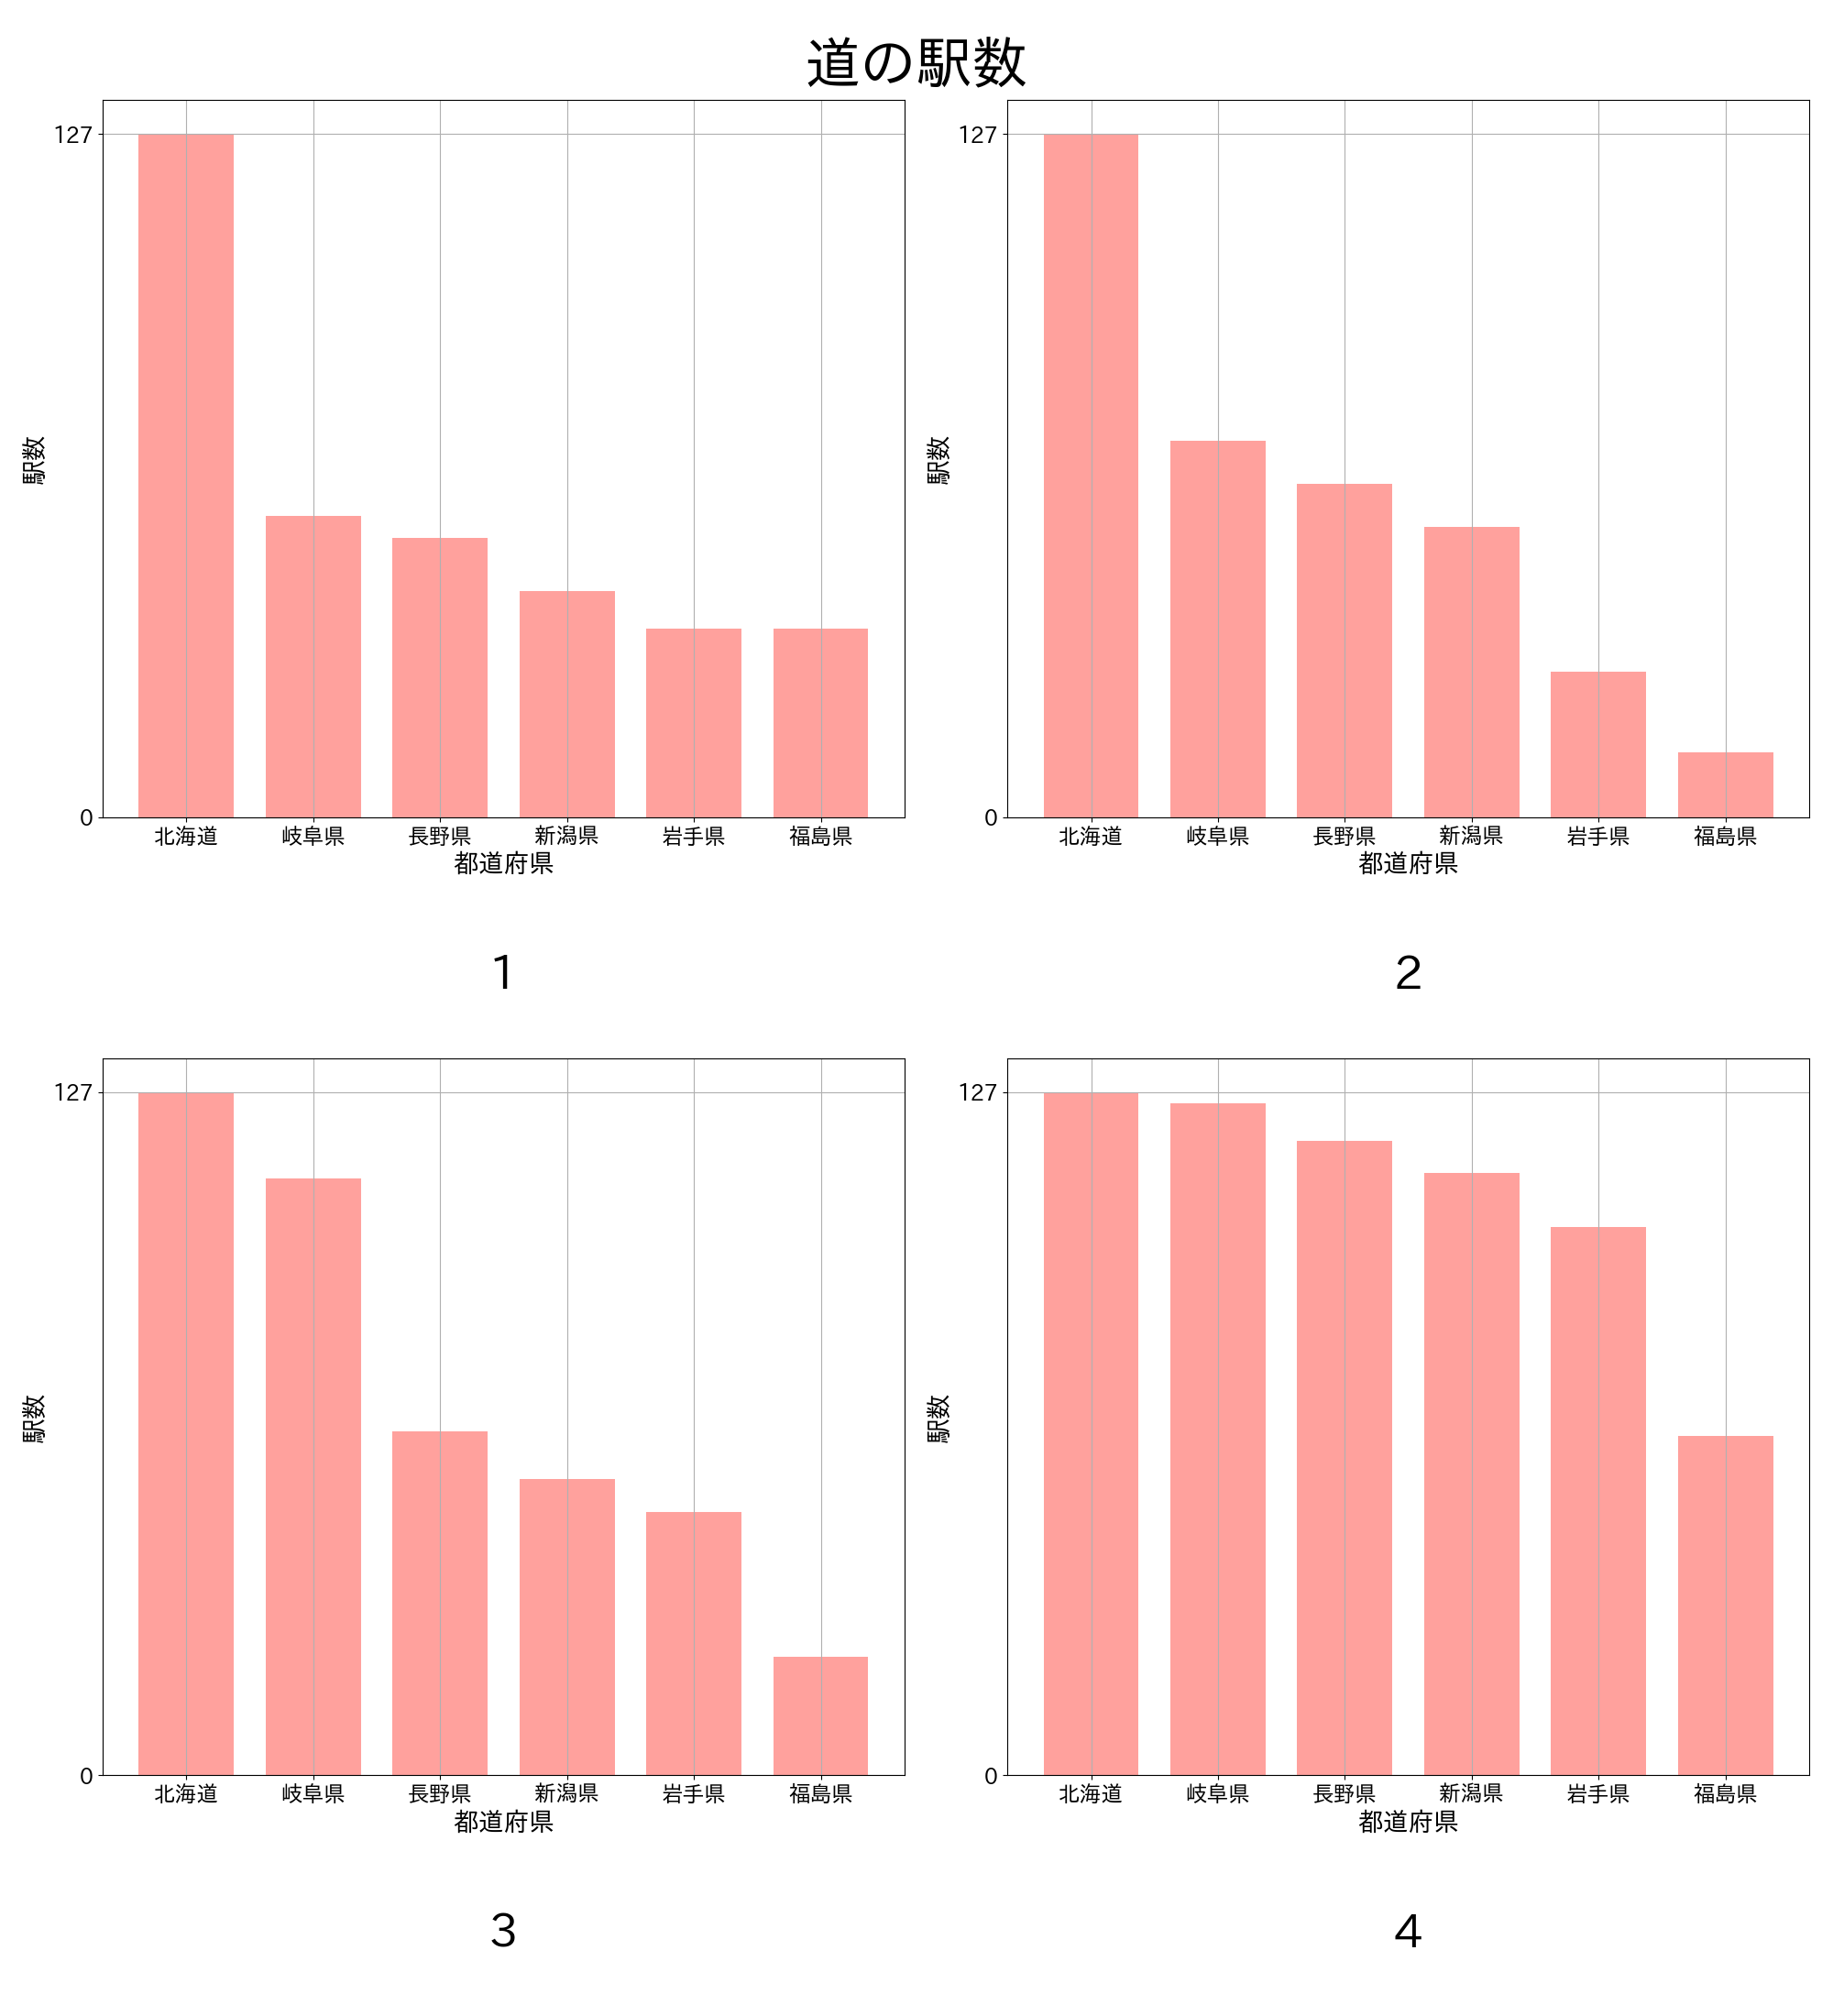 道の駅数
127
0
駅数
北海道 岐阜県 長野県 新潟県 岩手県 福島県
都道府県
1
127
0
駅数
北海道 岐阜県 長野県 新潟県 岩手県 福島県
都道府県
2
127
0
駅数
北海道 岐阜県 長野県 新潟県 岩手県 福島県
都道府県
3
127
0
駅数
北海道 岐阜県 長野県 新潟県 岩手県 福島県
都道府県
4